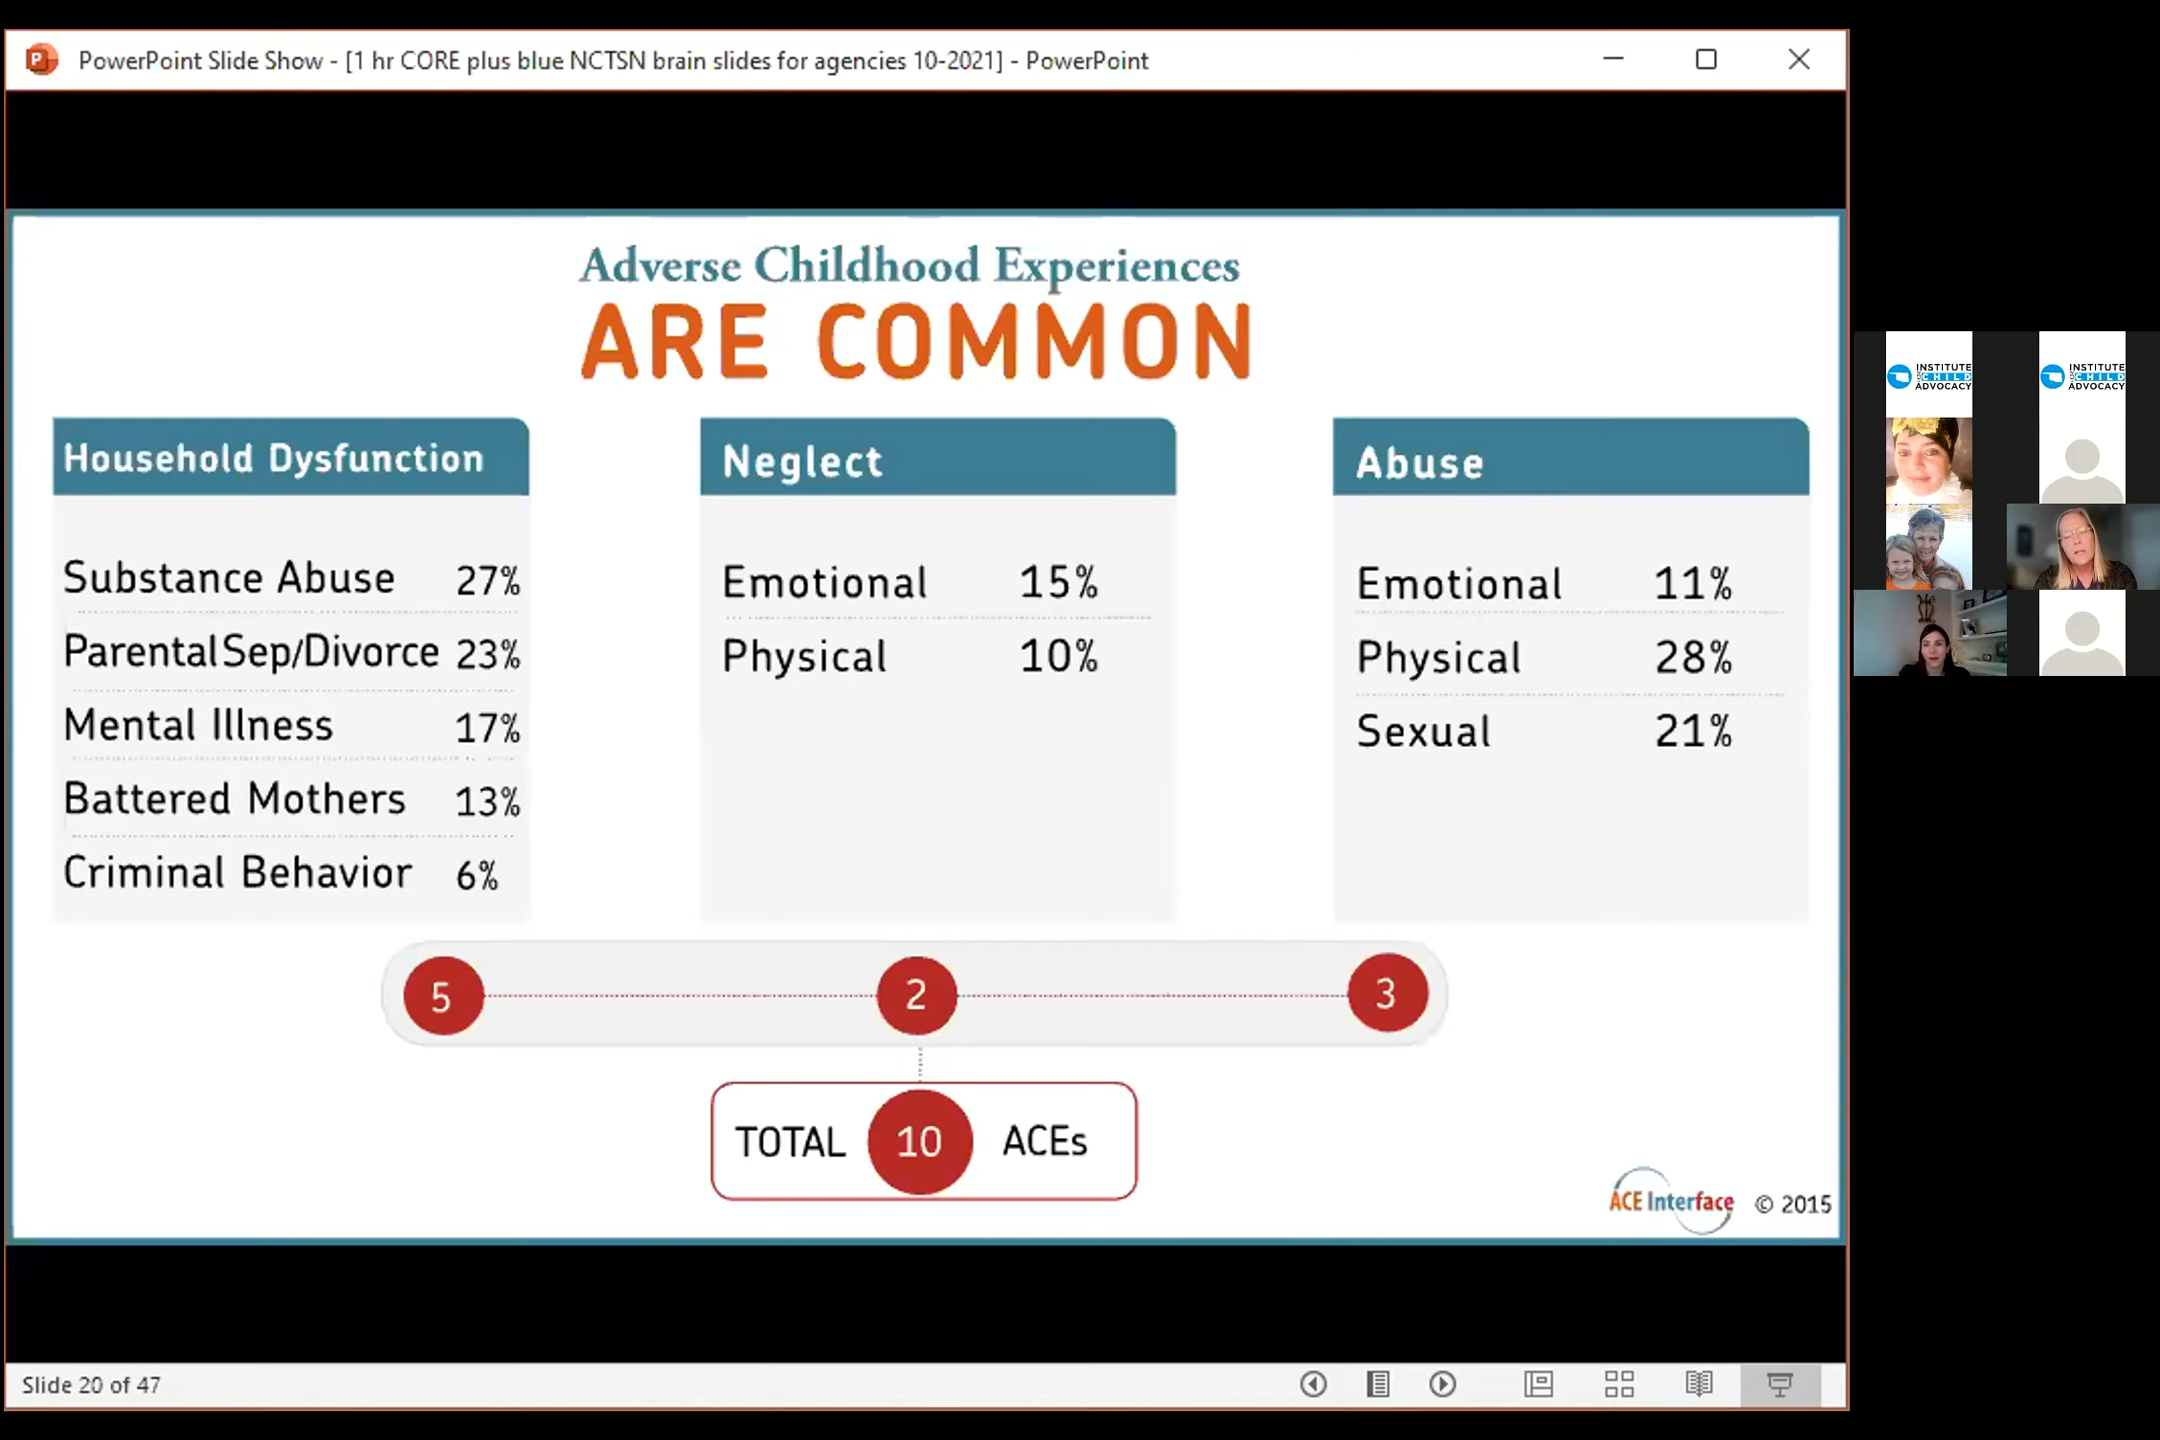 PowerPoint Slide Show - [1 hr CORE plus blue NCTSN brain slides for agencies 10-2021] - PowerPoint
Adverse Childhood Experiences
ARE COMMON
Household Dysfunction
Substance Abuse 27%
Parental Sep/Divorce 23%
Mental Illness 17%
Battered Mothers 13%
Criminal Behavior 6%
Neglect
Emotional 15%
Physical 10%
Abuse
Emotional 11%
Physical 28%
Sexual 21%
5 2 3
TOTAL 10 ACEs
ACE Interface © 2015
INSTITUTE
CHILD
ADVOCACY
INSTITUTE
CHILD
ADVOCACY
Slide 20 of 47